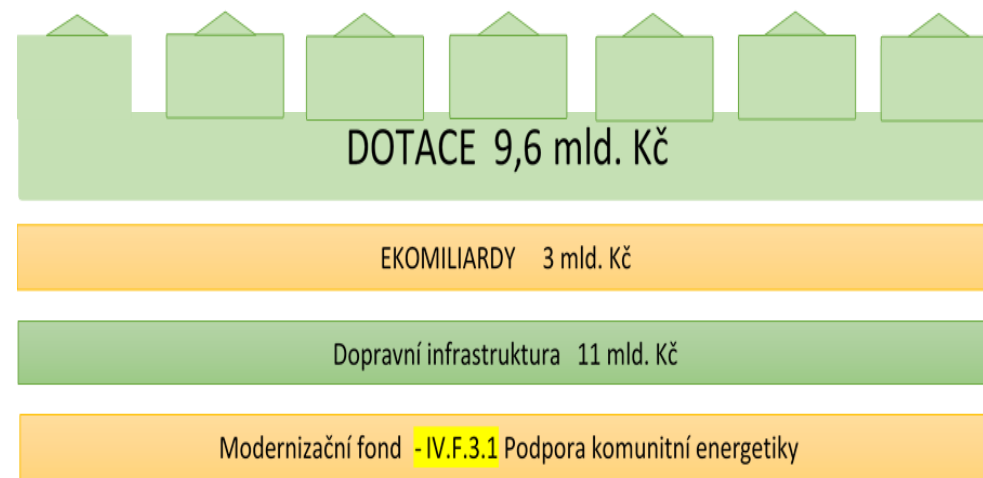 DOTACE 9,6 mld. Kč
EKOMILIARDY 3 mld. Kč
Dopravní infrastruktura 11 mld. Kč
Modernizační fond - IV.F.3.1 Podpora komunitní energetiky